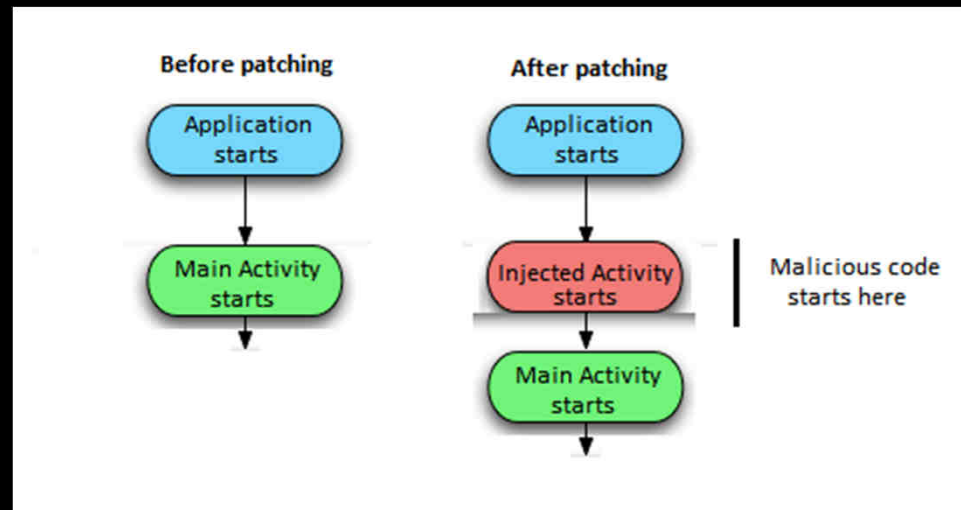 Before patching
Application
starts
Main Activity
starts
After patching
Application
starts
Injected Activity
starts
Main Activity
starts
Malicious code
starts here